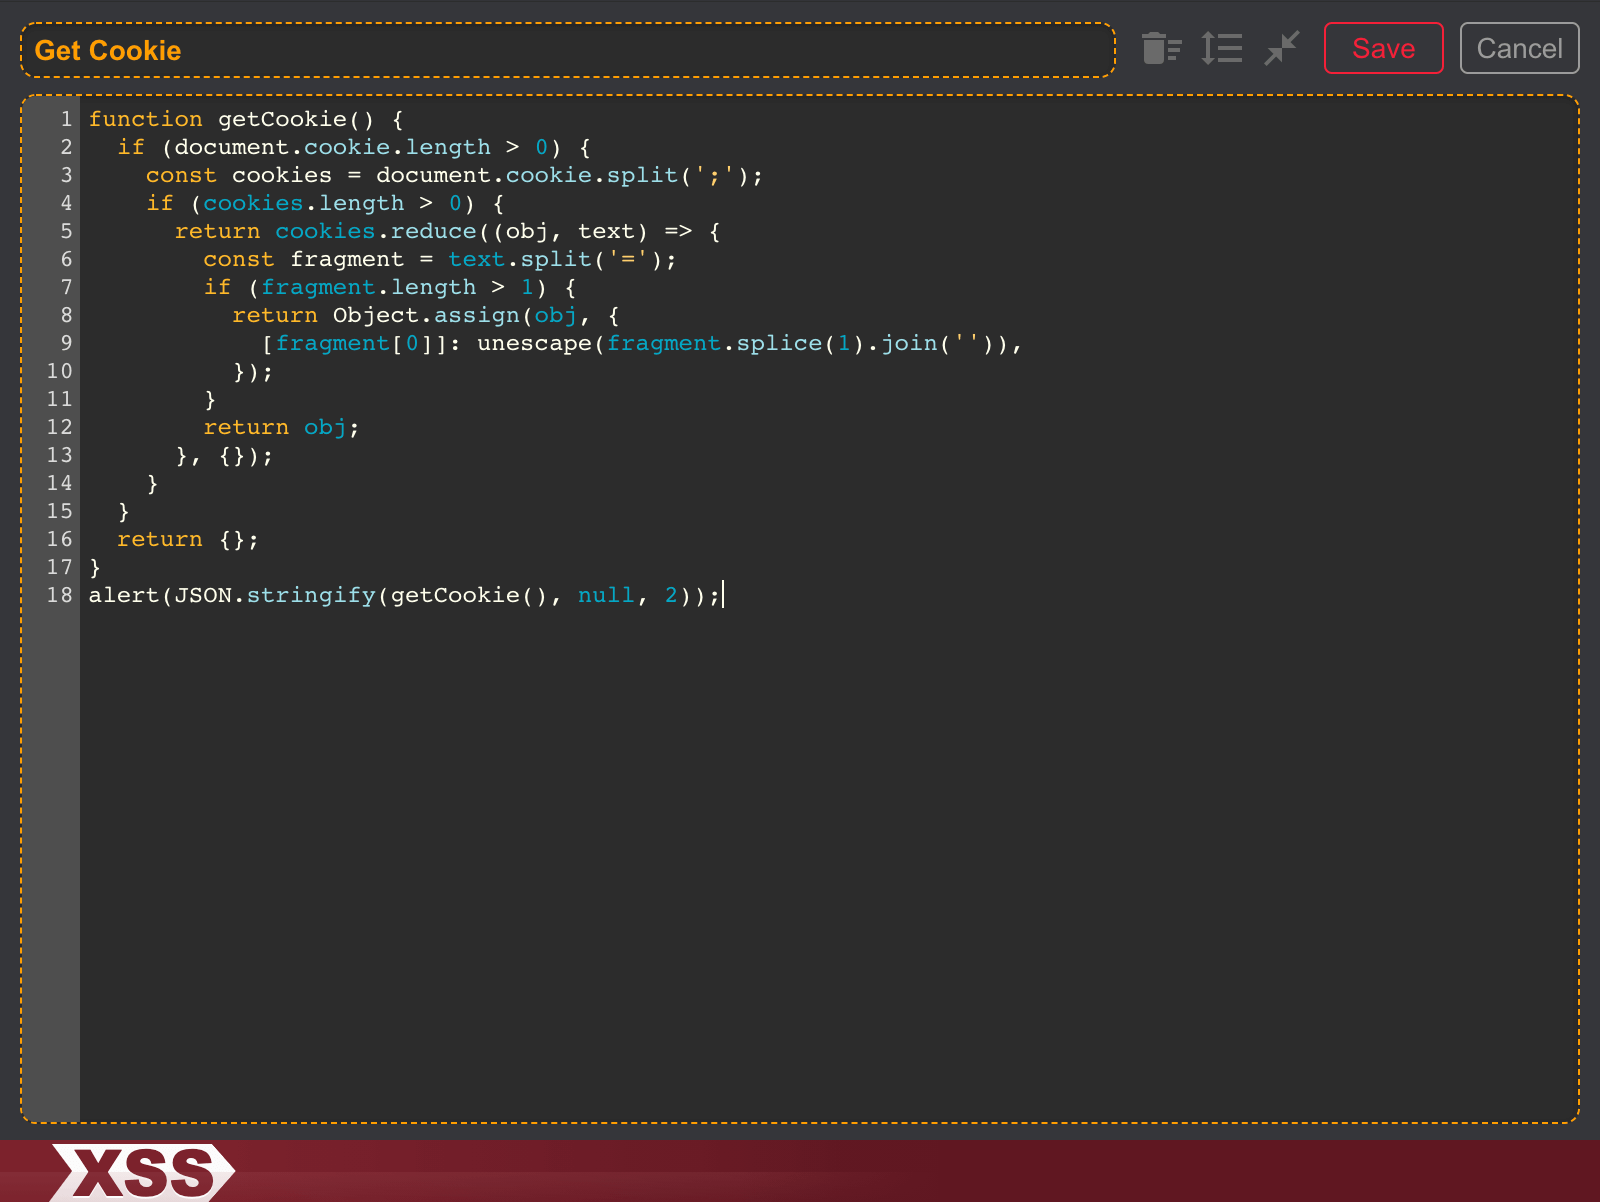 Get Cookie
Save
Cancel
1 function getCookie() {
2   if (document.cookie.length > 0) {
3     const cookies = document.cookie.split(';');
4     if (cookies.length > 0) {
5       return cookies.reduce((obj, text) => {
6         const fragment = text.split('=');
7         if (fragment.length > 1) {
8           return Object.assign(obj, {
9             [fragment[0]]: unescape(fragment.splice(1).join('')),
10           });
11         }
12         return obj;
13       }, {});
14     }
15   }
16   return {};
17 }
18 alert(JSON.stringify(getCookie(), null, 2));
XSS